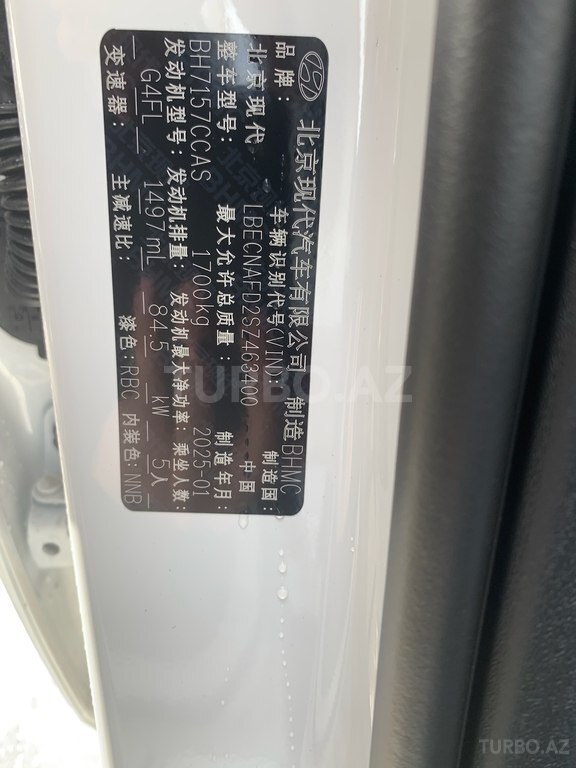 北京现代汽车有限公司 制造 BHMC
品牌: 车辆识别代号(VIN): 制造国:
北京现代 LBECNAFD2SZ463400 中国
整车型号: 最大允许总质量: 制造年月:
BH7157CCAS 1700kg 2025-01
发动机型号: 发动机排量: 发动机最大净功率: 乘坐人数:
G4FL 1497mL 84.5 kW 5人
变速器: 主减速比: 漆色:RBC 内装色:NNB
TURBO.AZ
TURBO.AZ